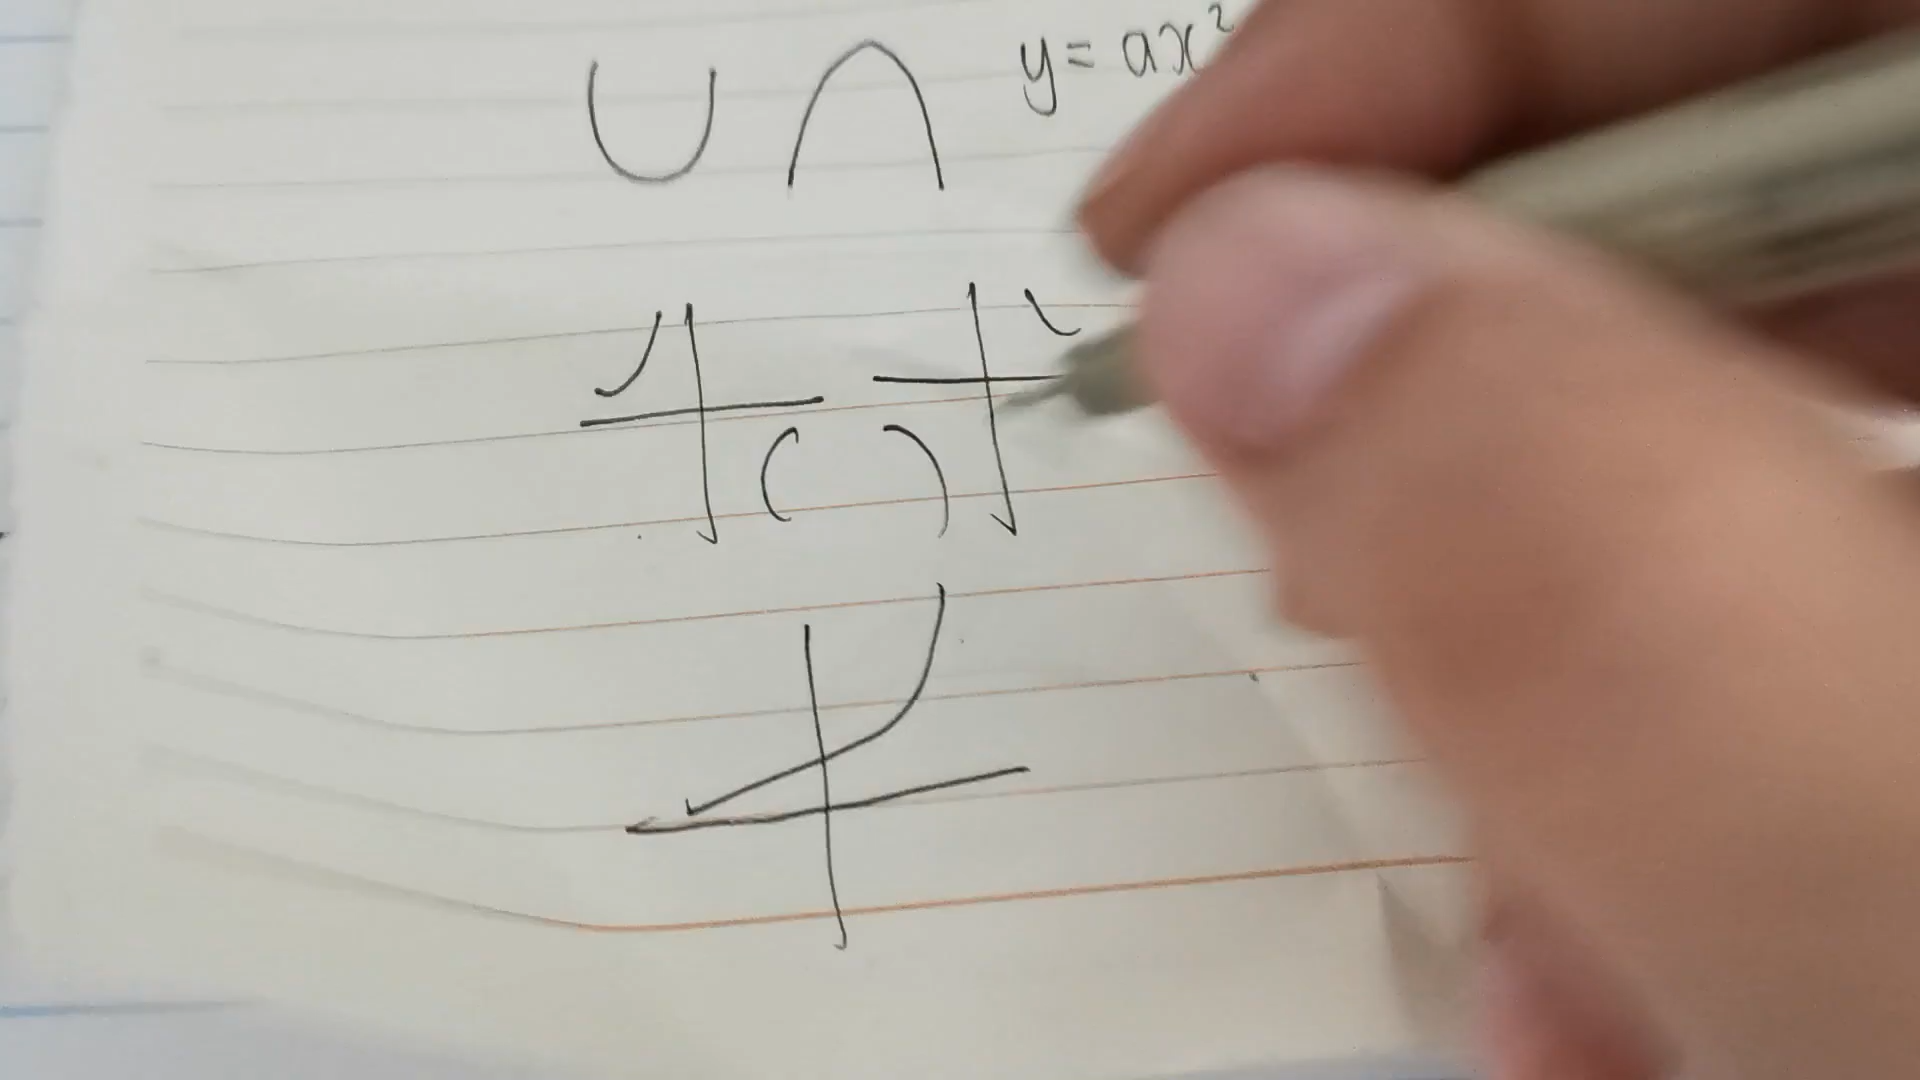 y = ax²